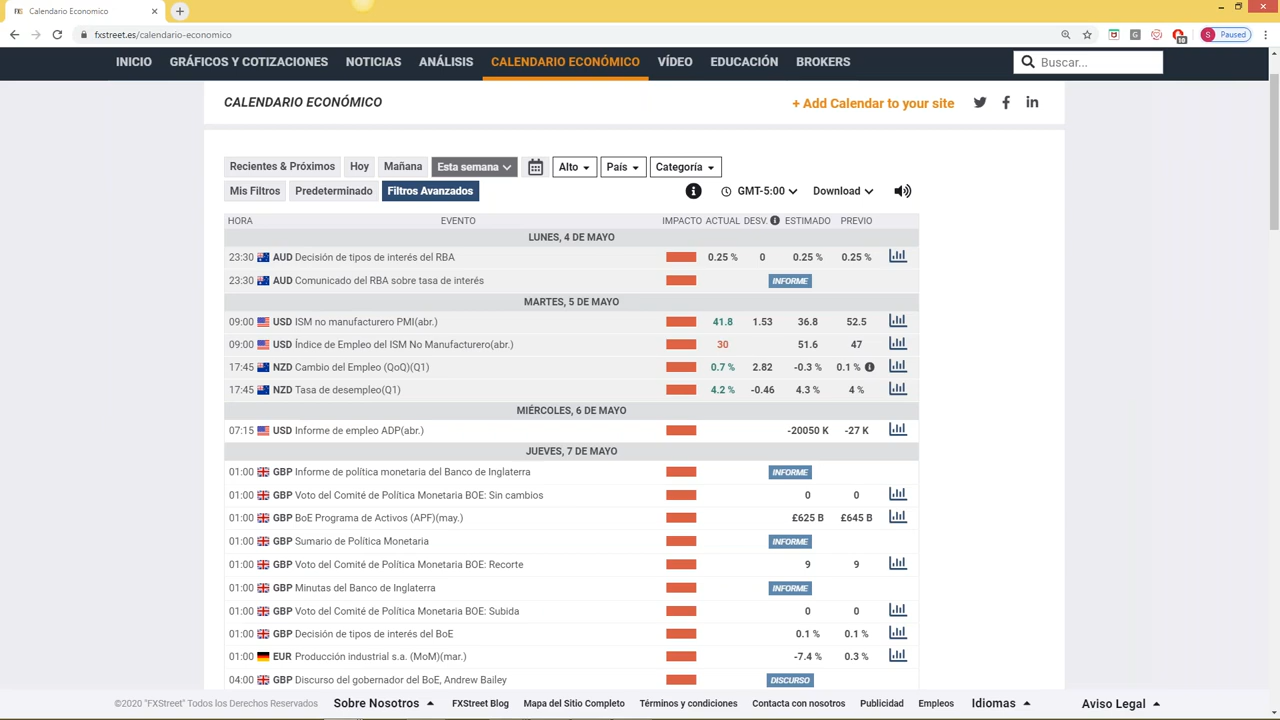 FXS Calendario Economico
fxstreet.es/calendario-economico
10
S Paused
INICIO GRÁFICOS Y COTIZACIONES NOTICIAS ANÁLISIS CALENDARIO ECONÓMICO VÍDEO EDUCACIÓN BROKERS Buscar...
CALENDARIO ECONÓMICO + Add Calendar to your site
Recientes & Próximos Hoy Mañana Esta semana Alto País Categoría
Mis Filtros Predeterminado Filtros Avanzados GMT-5:00 Download
HORA EVENTO IMPACTO ACTUAL DESV. ESTIMADO PREVIO
LUNES, 4 DE MAYO
23:30 AUD Decisión de tipos de interés del RBA 0.25 % 0 0.25 % 0.25 %
23:30 AUD Comunicado del RBA sobre tasa de interés INFORME
MARTES, 5 DE MAYO
09:00 USD ISM no manufacturero PMI(abr.) 41.8 1.53 36.8 52.5
09:00 USD Índice de Empleo del ISM No Manufacturero(abr.) 30 51.6 47
17:45 NZD Cambio del Empleo (QoQ)(Q1) 0.7 % 2.82 -0.3 % 0.1 %
17:45 NZD Tasa de desempleo(Q1) 4.2 % -0.46 4.3 % 4 %
MIÉRCOLES, 6 DE MAYO
07:15 USD Informe de empleo ADP(abr.) -20050 K -27 K
JUEVES, 7 DE MAYO
01:00 GBP Informe de política monetaria del Banco de Inglaterra INFORME
01:00 GBP Voto del Comité de Política Monetaria BOE: Sin cambios 0 0
01:00 GBP BoE Programa de Activos (APF)(may.) £625 B £645 B
01:00 GBP Sumario de Política Monetaria INFORME
01:00 GBP Voto del Comité de Política Monetaria BOE: Recorte 9 9
01:00 GBP Minutas del Banco de Inglaterra INFORME
01:00 GBP Voto del Comité de Política Monetaria BOE: Subida 0 0
01:00 GBP Decisión de tipos de interés del BoE 0.1 % 0.1 %
01:00 EUR Producción industrial s.a. (MoM)(mar.) -7.4 % 0.3 %
04:00 GBP Discurso del gobernador del BoE, Andrew Bailey DISCURSO
©2020 "FXStreet" Todos los Derechos Reservados Sobre Nosotros FXStreet Blog Mapa del Sitio Completo Términos y condiciones Contacta con nosotros Publicidad Empleos Idiomas Aviso Legal